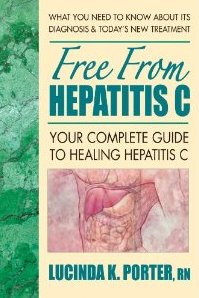 WHAT YOU NEED TO KNOW ABOUT ITS
DIAGNOSIS & TODAY'S NEW TREATMENT
Free From
HEPATITIS C
YOUR COMPLETE GUIDE
TO HEALING HEPATITIS C
LUCINDA K. PORTER, RN